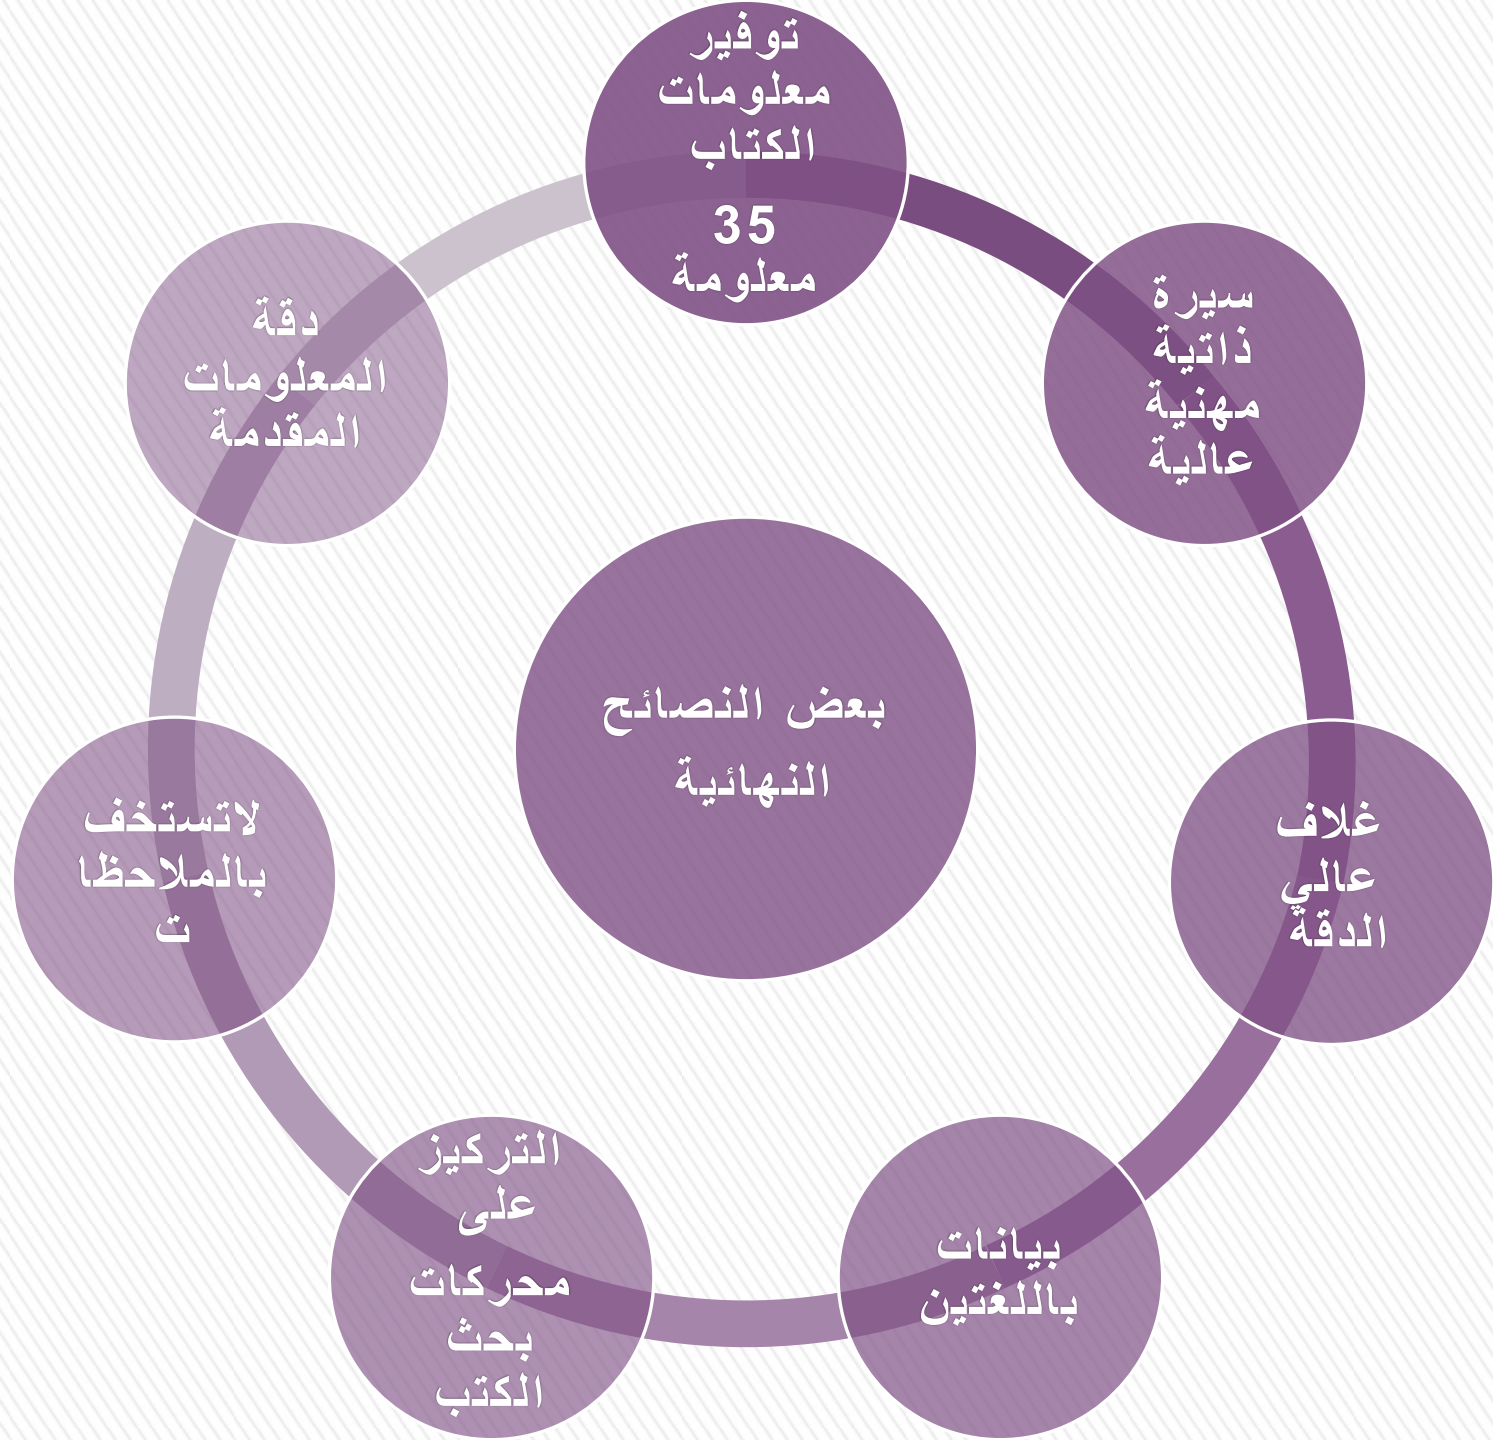 توفير
معلومات
الكتاب
35
معلومة
سيرة
ذاتية
مهنية
عالية
غلاف
عالي
الدقة
بيانات
باللغتين
التركيز
على
محركات
بحث
الكتب
لاتستخف
بالملاحظا
ت
دقة
المعلومات
المقدمة
بعض النصائح
النهائية